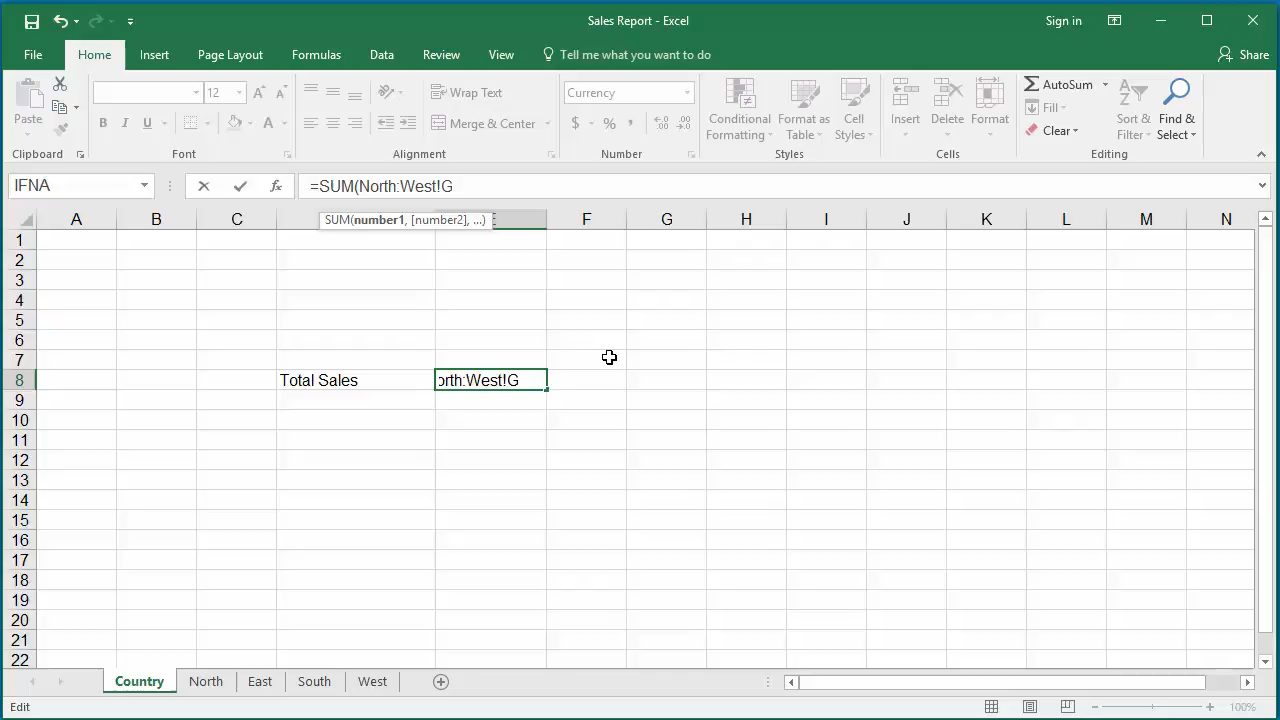 Sales Report - Excel
Sign in
File Home Insert Page Layout Formulas Data Review View Tell me what you want to do Share
Paste
12
Wrap Text
Merge & Center
Currency
Conditional Formatting
Format as Table
Cell Styles
Insert
Delete
Format
AutoSum
Fill
Clear
Sort & Filter
Find & Select
Clipboard Font Alignment Number Styles Cells Editing
IFNA =SUM(North:West!G
SUM(number1, [number2], ...)
A B C E F G H I J K L M N
1
2
3
4
5
6
7
8 Total Sales orth:West!G
9
10
11
12
13
14
15
16
17
18
19
20
21
22
Country North East South West
Edit 100%